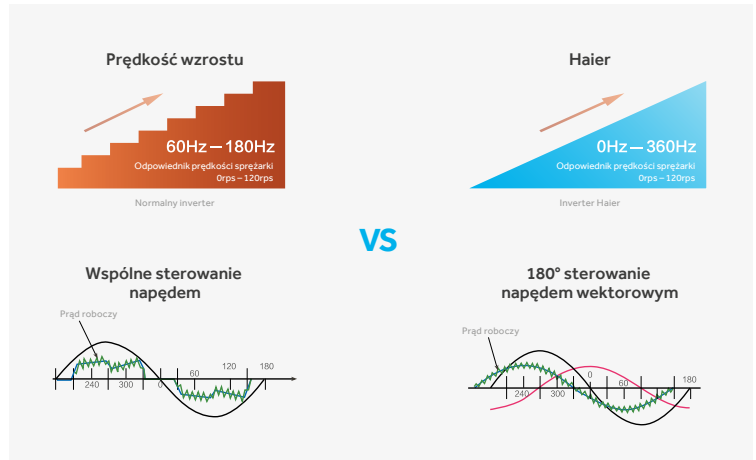 Prędkość wzrostu
60Hz – 180Hz
Odpowiednik prędkości sprężarki
0rps – 120rps
Normalny inverter
Haier
0Hz – 360Hz
Odpowiednik prędkości sprężarki
0rps – 120rps
Inverter Haier
VS
Wspólne sterowanie
napędem
Prąd roboczy
240 300 0 60 120 180
180° sterowanie
napędem wektorowym
Prąd roboczy
240 300 0 60 180